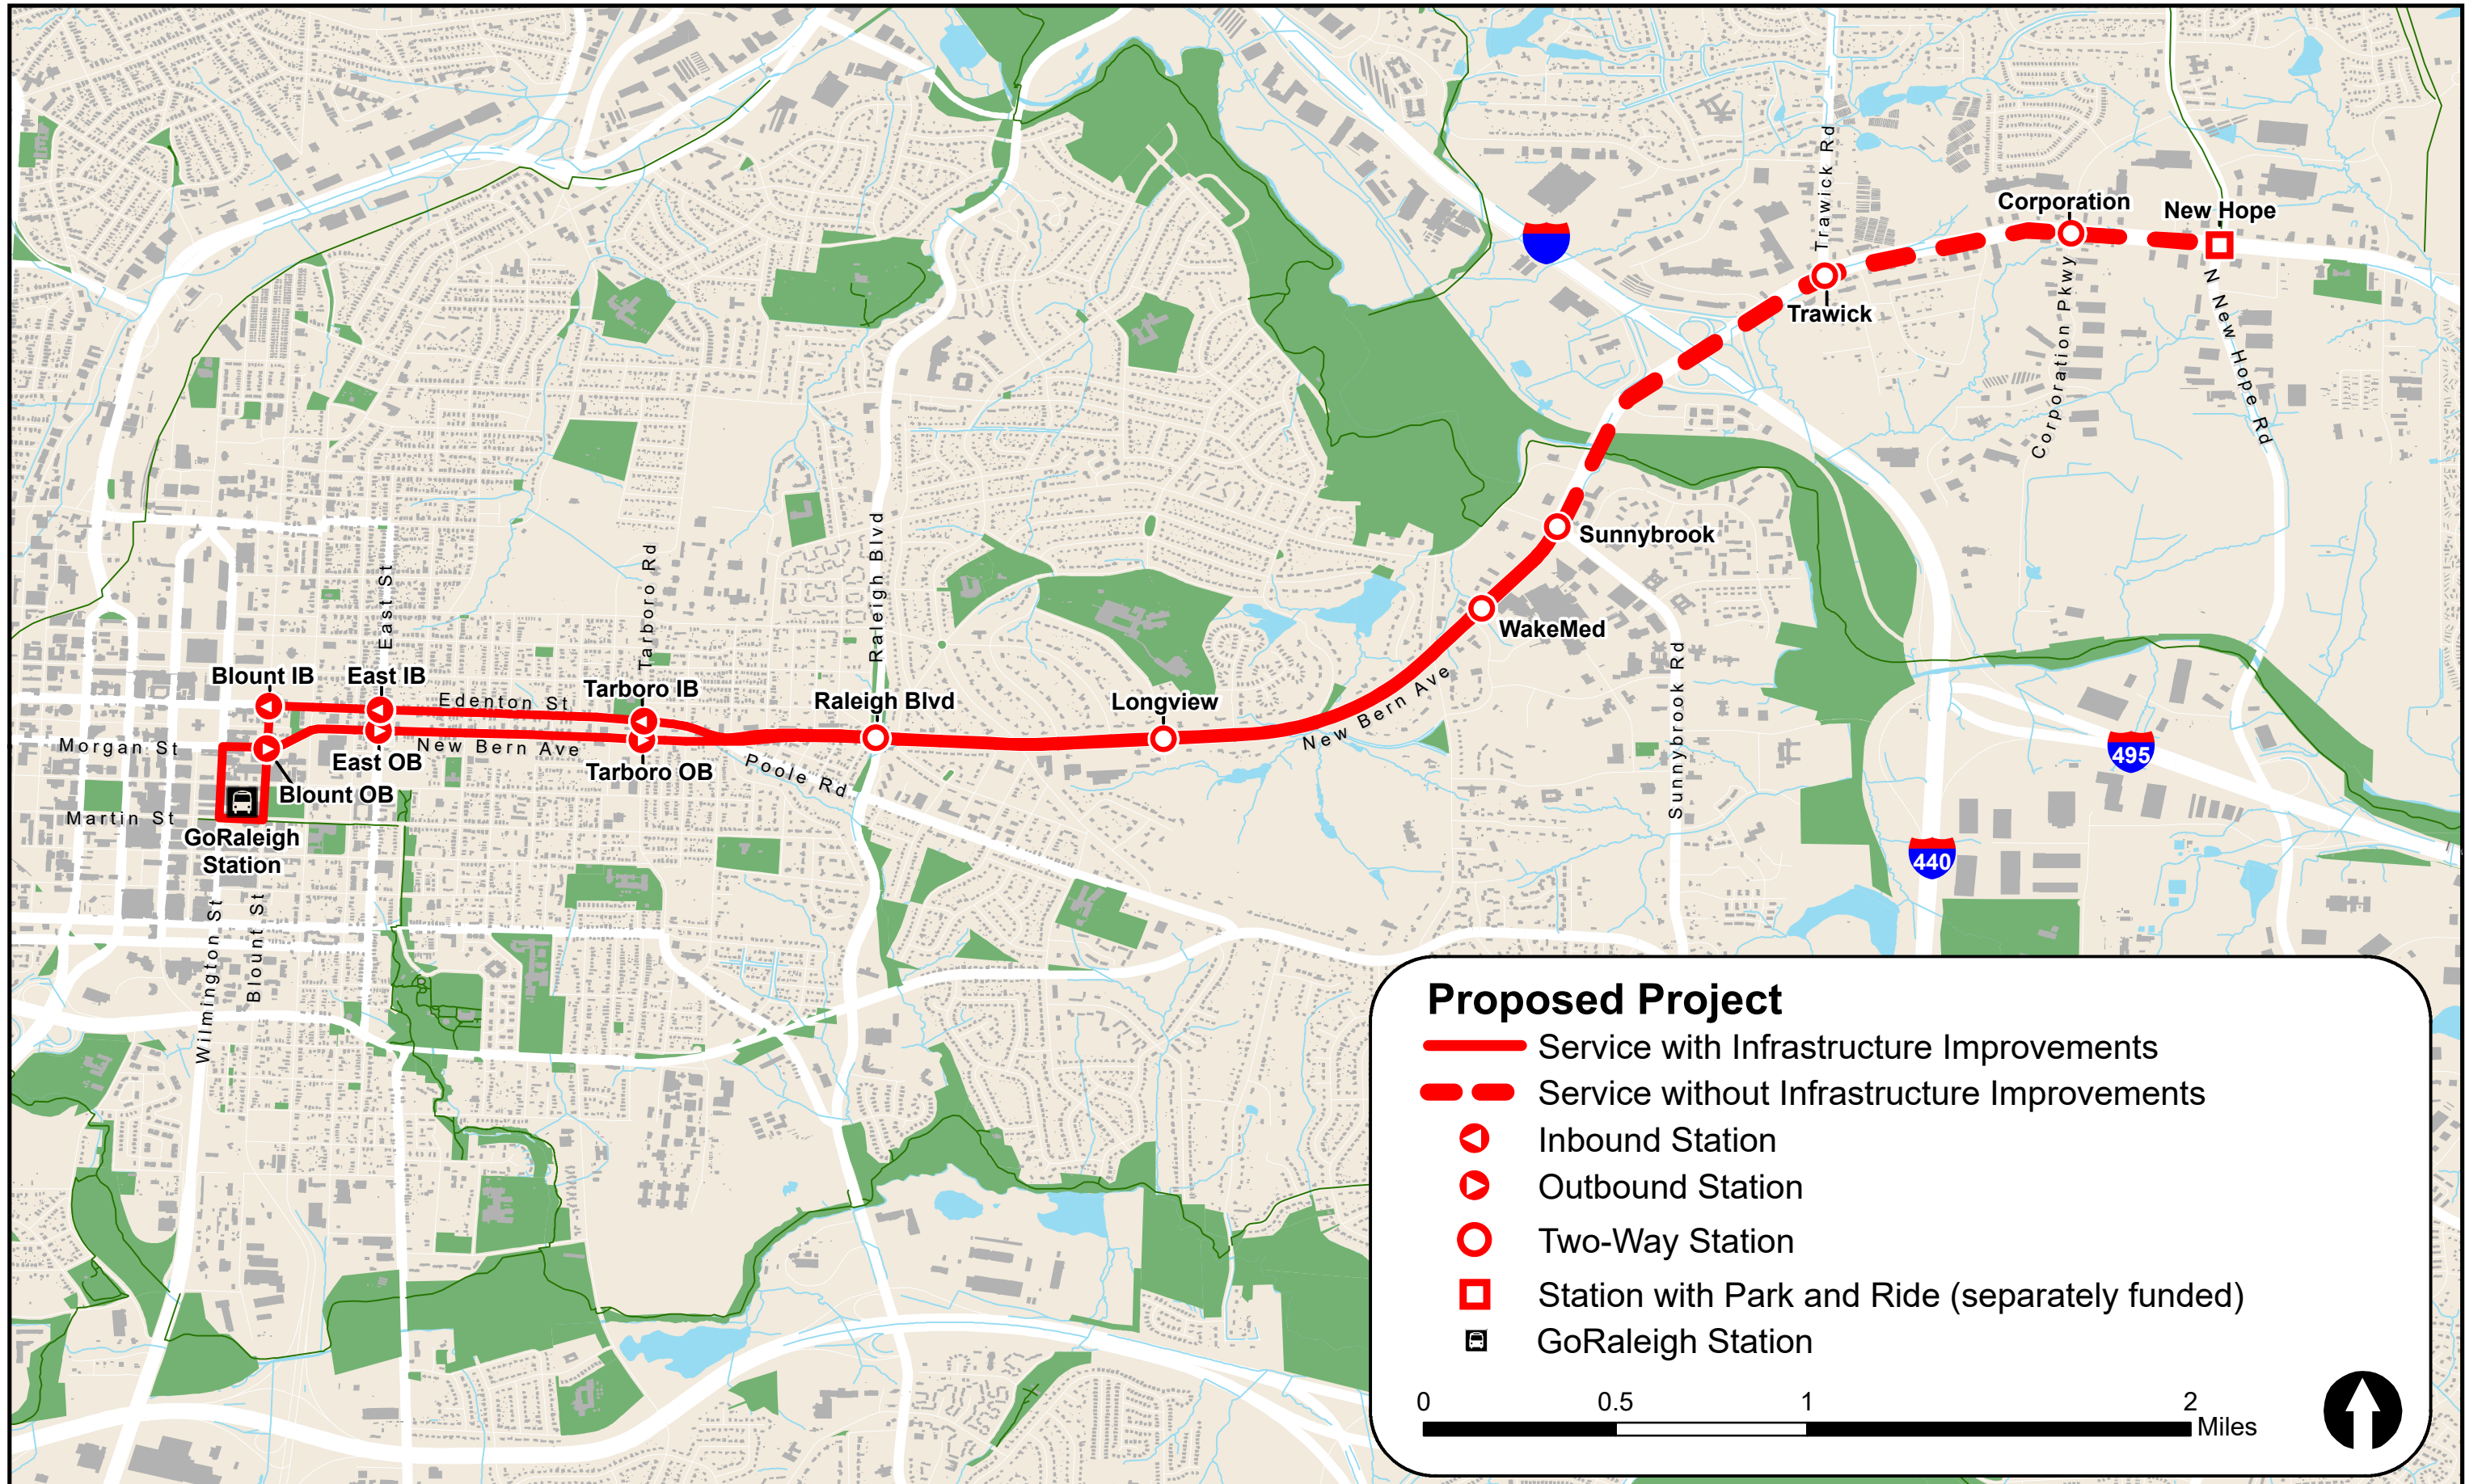 Corporation
New Hope
Trawick Rd
Trawick
Corporation Pkwy
N New Hope Rd
Sunnybrook
WakeMed
Sunnybrook Rd
East St
Tarboro Rd
Raleigh Blvd
Blount IB
East IB
Edenton St
Tarboro IB
Raleigh Blvd
Longview
New Bern Ave
Morgan St
New Bern Ave
East OB
Tarboro OB
Poole Rd
Blount OB
Martin St
GoRaleigh
Station
Wilmington St
Blount St
495
440
Proposed Project
Service with Infrastructure Improvements
Service without Infrastructure Improvements
Inbound Station
Outbound Station
Two-Way Station
Station with Park and Ride (separately funded)
GoRaleigh Station
0 0.5 1 2
Miles